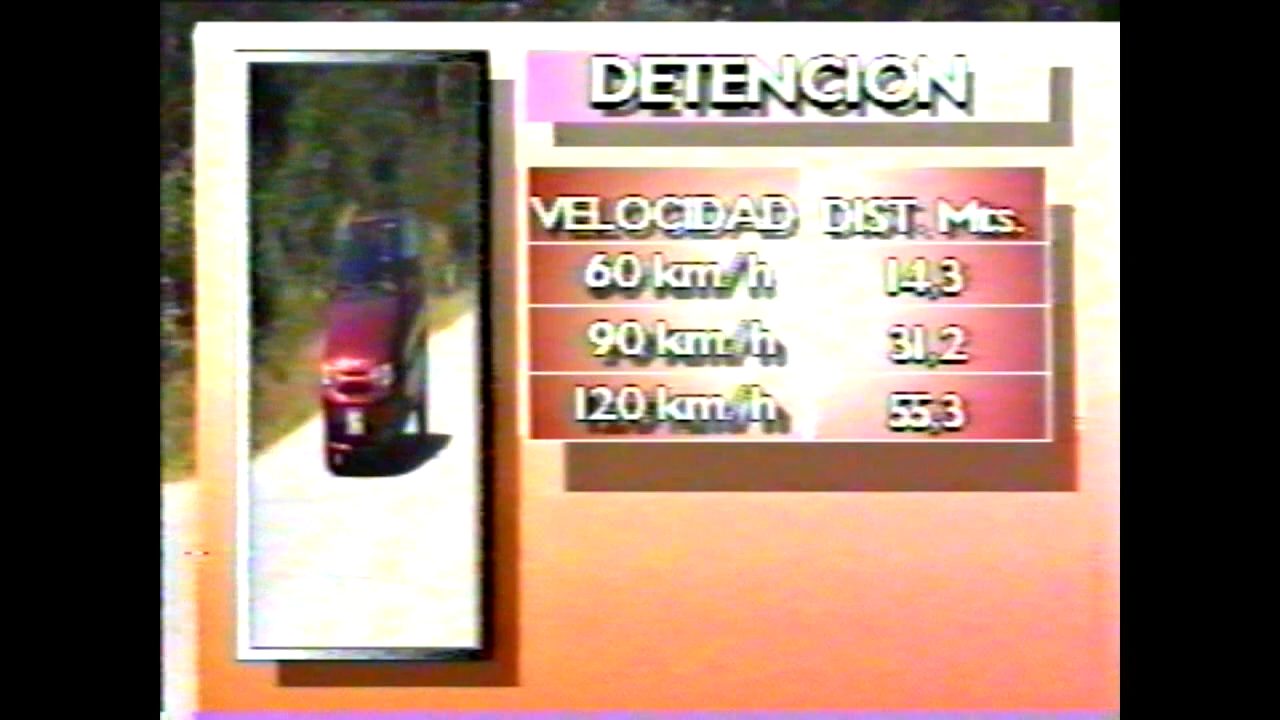 DETENCION
VELOCIDAD DIST. Mts.
60 km/h 14,3
90 km/h 31,2
120 km/h 55,3